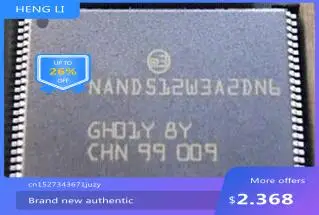 HENG LI
UP TO
26%
OFF
NAND512W3A2DN6
GH01Y 8Y
CHN 99 009
cn1527343671juzy
Brand new authentic
More offers
$2.368